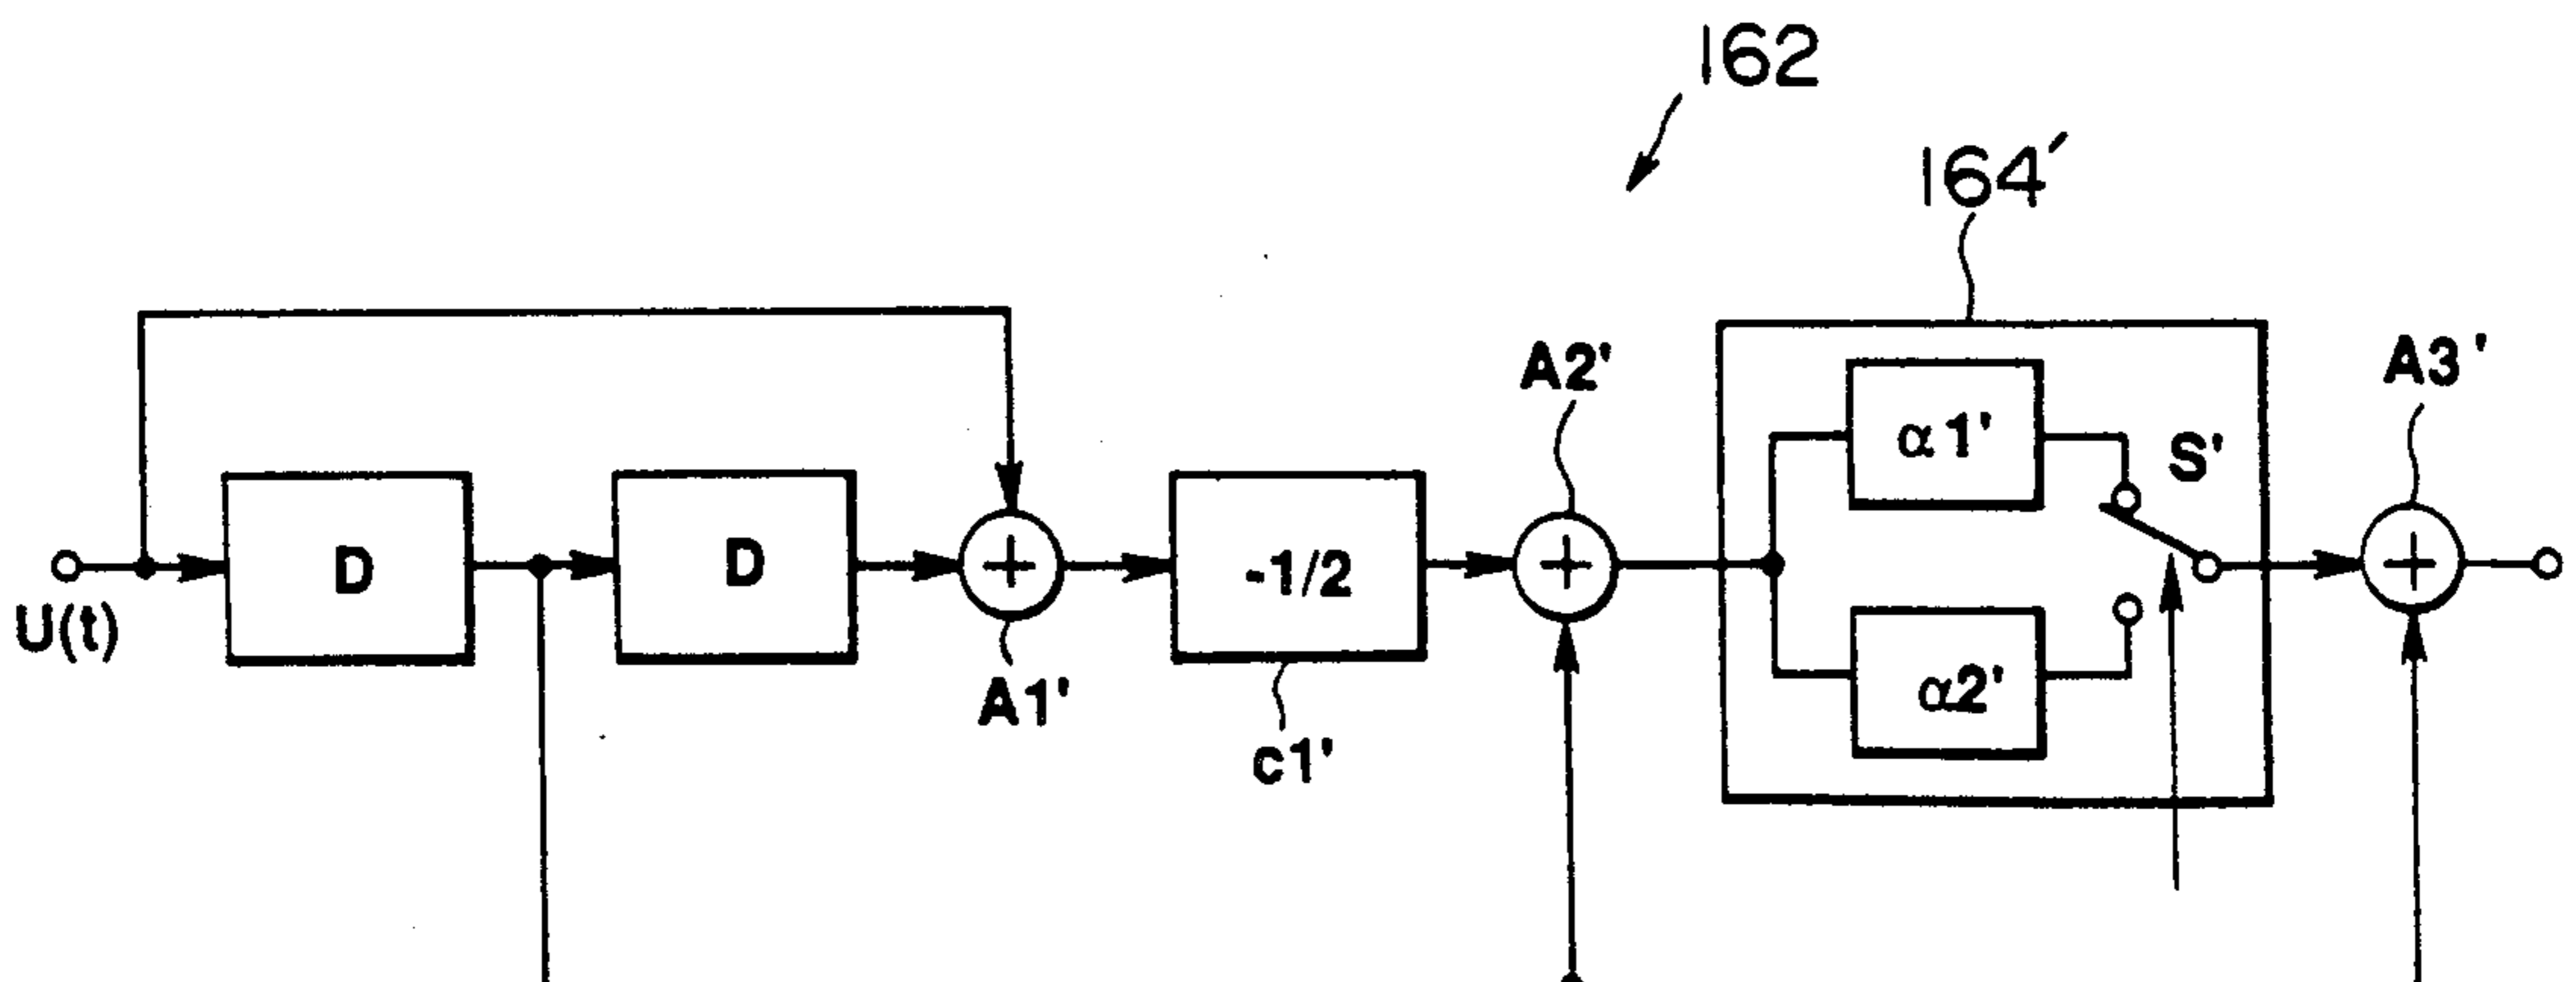 162
164'
A2'
A3'
α1'
S'
D
D
+
-1/2
+
+
U(t)
α2'
A1'
c1'